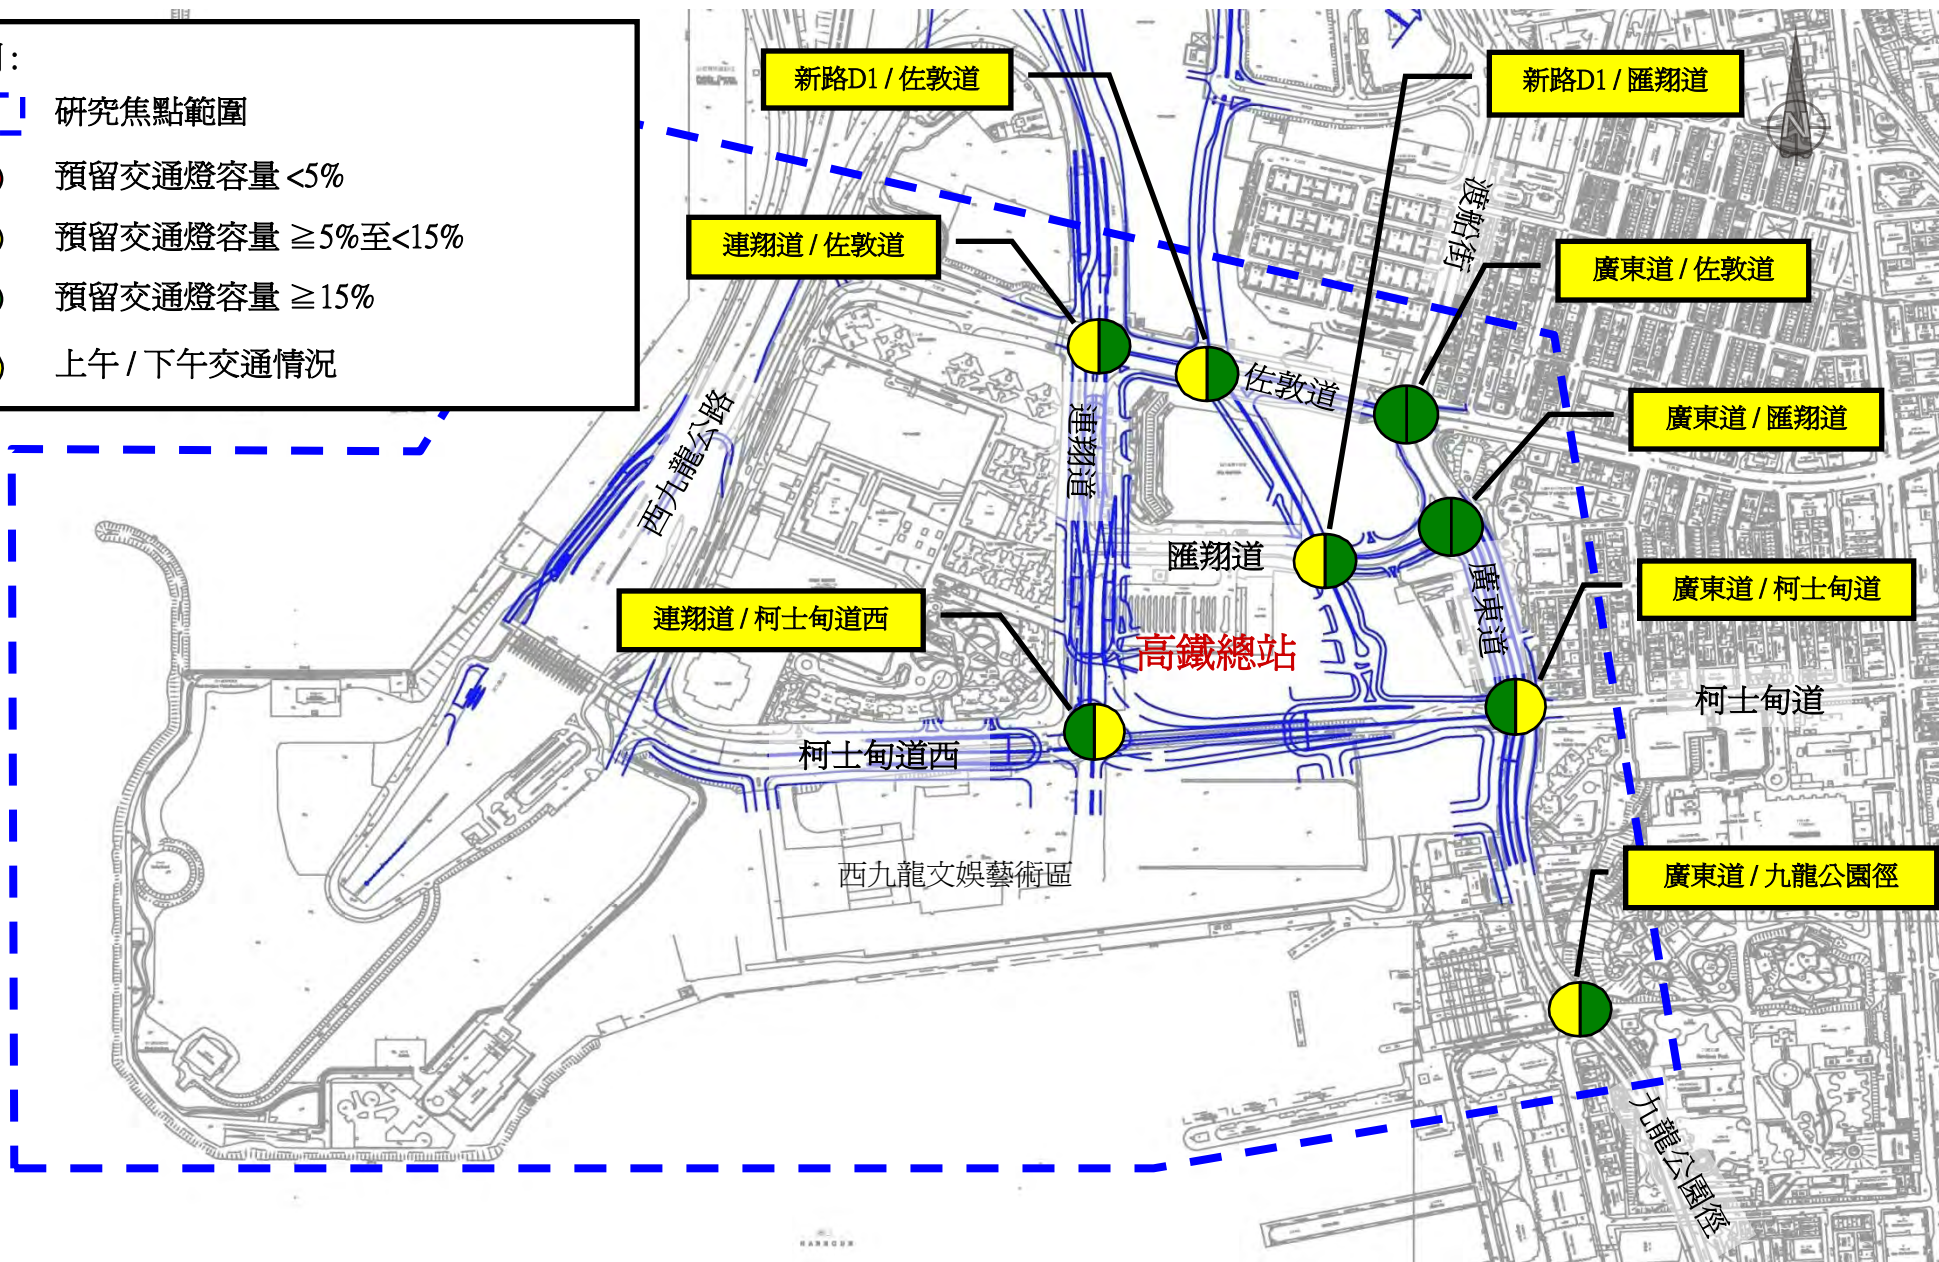 :
研究焦點範圍
預留交通燈容量 <5%
預留交通燈容量 ≧5%至<15%
預留交通燈容量 ≧15%
上午 / 下午交通情況
新路D1 / 佐敦道
新路D1 / 匯翔道
N
渡船街
連翔道 / 佐敦道
廣東道 / 佐敦道
佐敦道
西九龍公路
連翔道
廣東道 / 匯翔道
匯翔道
廣東道
廣東道 / 柯士甸道
連翔道 / 柯士甸道西
高鐵總站
柯士甸道
柯士甸道西
西九龍文娛藝術區
廣東道 / 九龍公園徑
九龍公園徑
HARBOUR